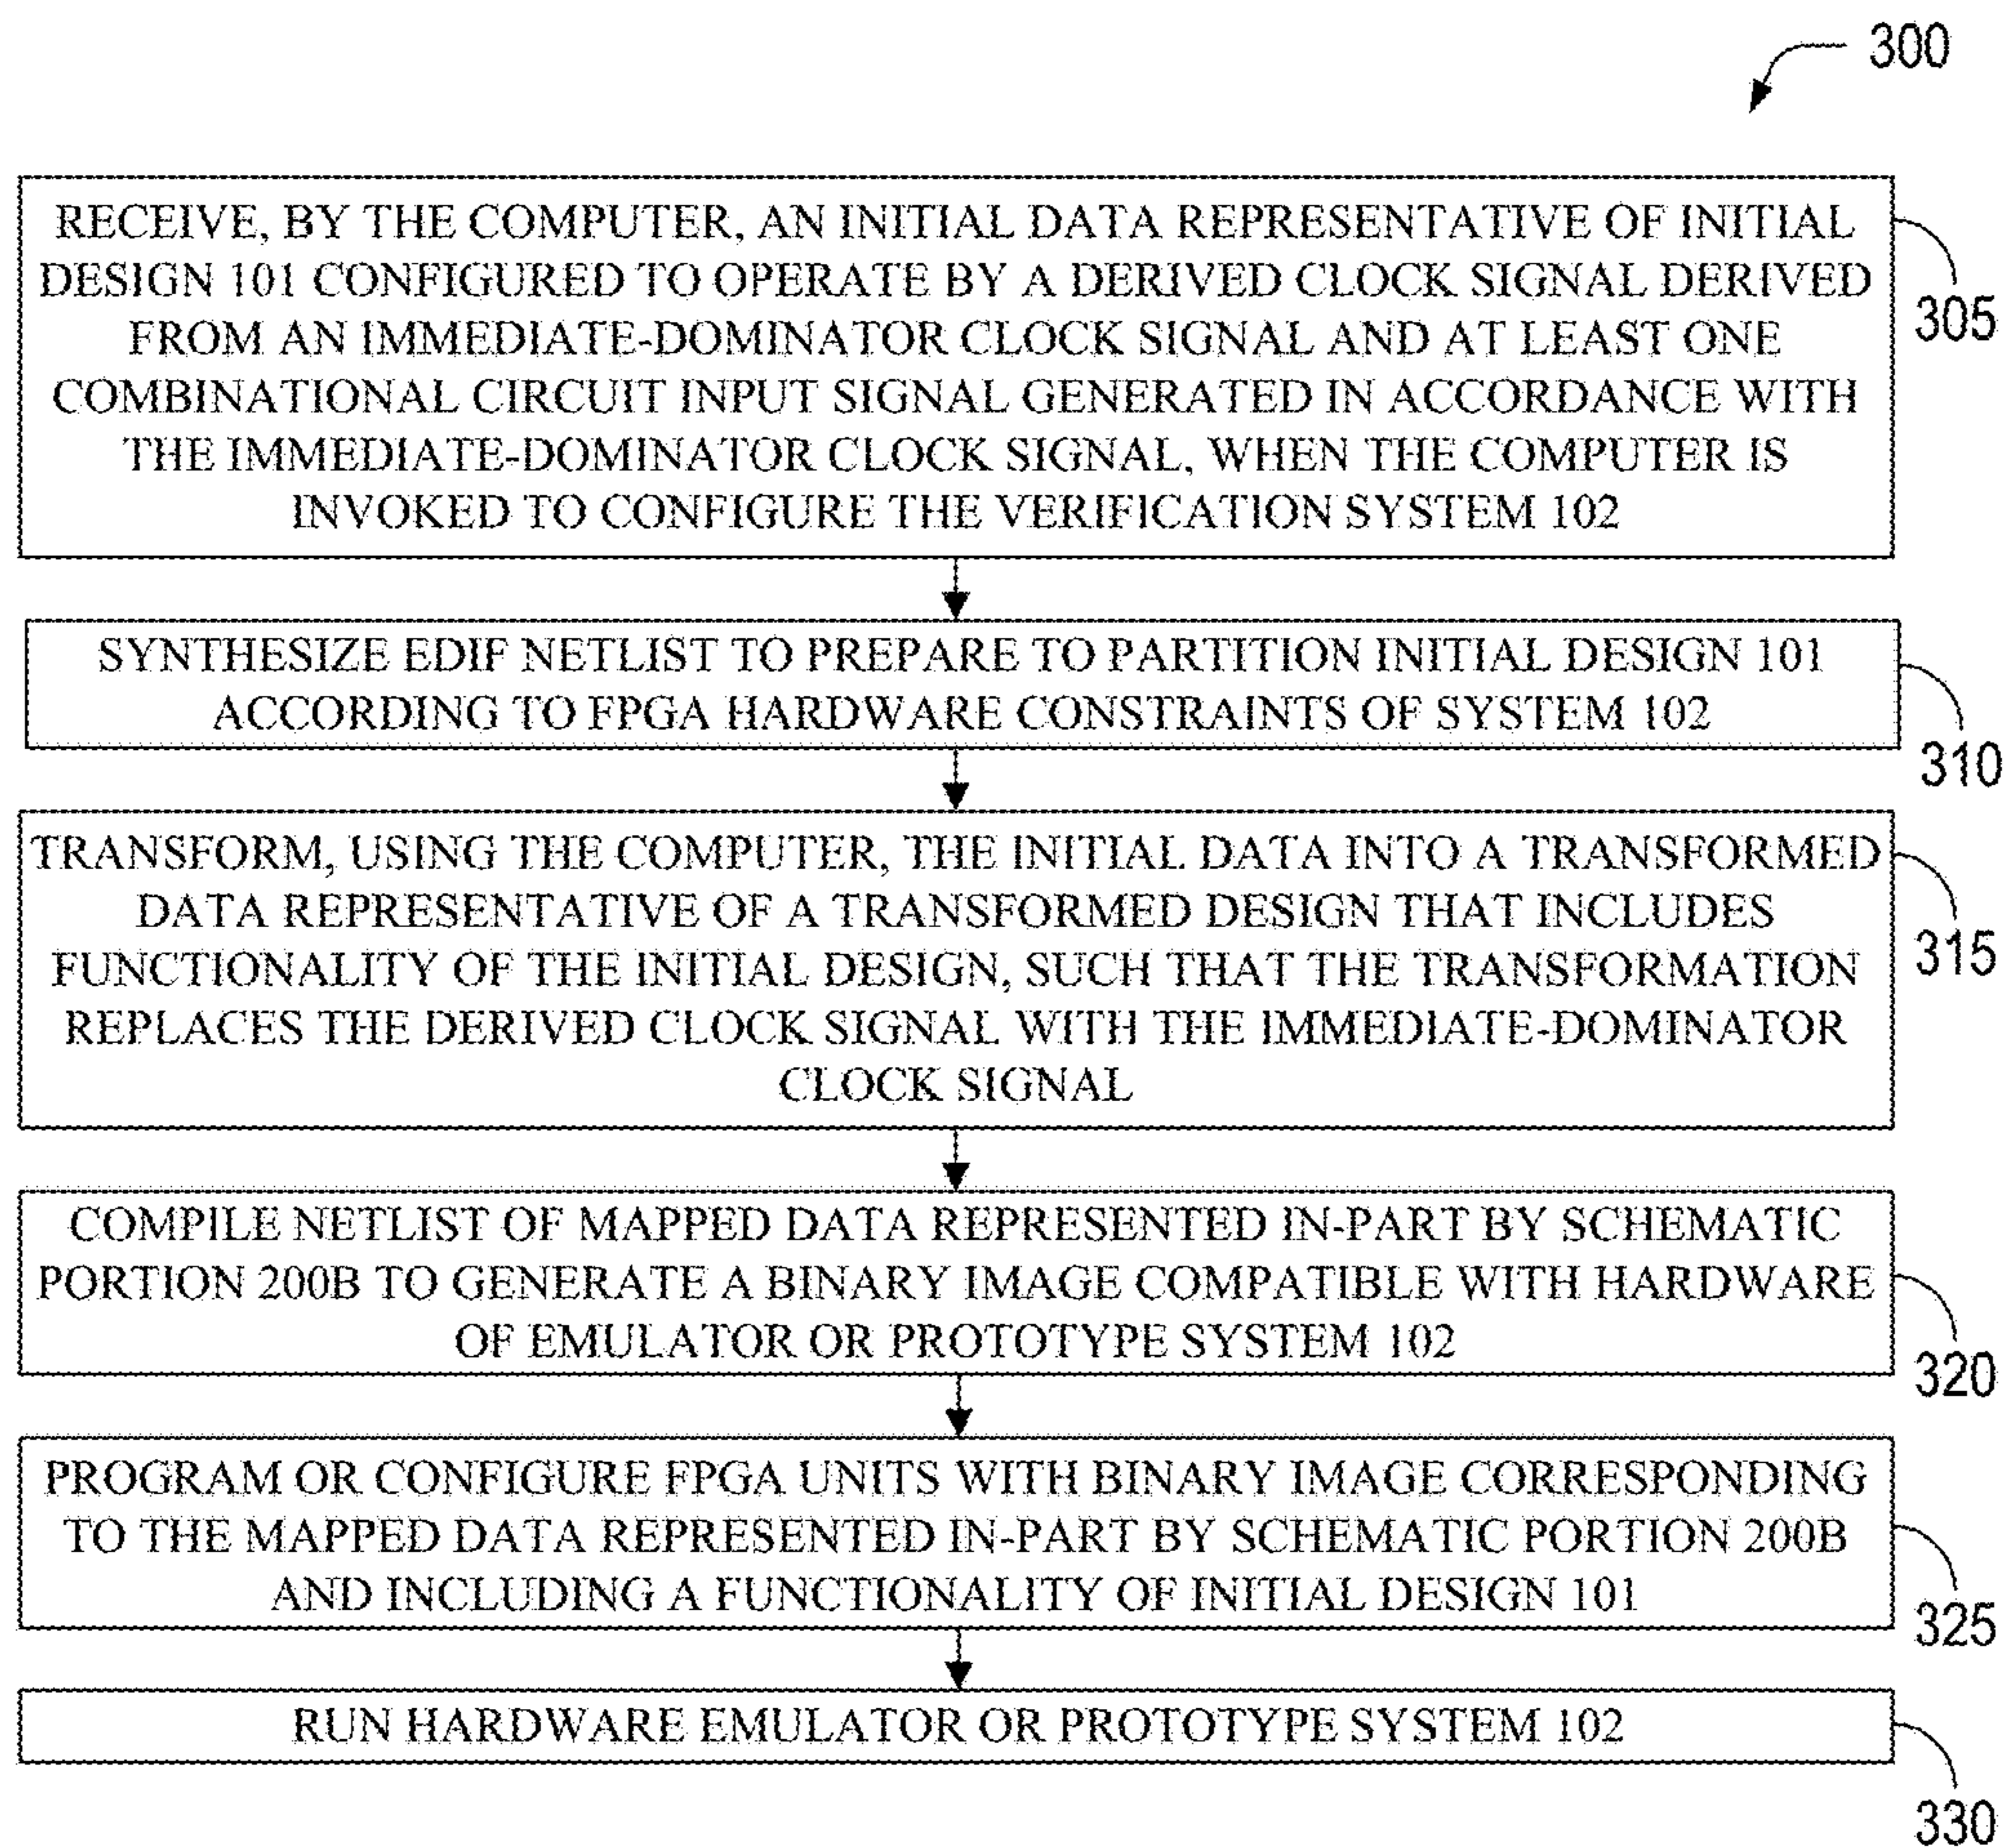 300
RECEIVE, BY THE COMPUTER, AN INITIAL DATA REPRESENTATIVE OF INITIAL
DESIGN 101 CONFIGURED TO OPERATE BY A DERIVED CLOCK SIGNAL DERIVED
FROM AN IMMEDIATE-DOMINATOR CLOCK SIGNAL AND AT LEAST ONE
COMBINATIONAL CIRCUIT INPUT SIGNAL GENERATED IN ACCORDANCE WITH
THE IMMEDIATE-DOMINATOR CLOCK SIGNAL, WHEN THE COMPUTER IS
INVOKED TO CONFIGURE THE VERIFICATION SYSTEM 102
305
SYNTHESIZE EDIF NETLIST TO PREPARE TO PARTITION INITIAL DESIGN 101
ACCORDING TO FPGA HARDWARE CONSTRAINTS OF SYSTEM 102
310
TRANSFORM, USING THE COMPUTER, THE INITIAL DATA INTO A TRANSFORMED
DATA REPRESENTATIVE OF A TRANSFORMED DESIGN THAT INCLUDES
FUNCTIONALITY OF THE INITIAL DESIGN, SUCH THAT THE TRANSFORMATION
REPLACES THE DERIVED CLOCK SIGNAL WITH THE IMMEDIATE-DOMINATOR
CLOCK SIGNAL
315
COMPILE NETLIST OF MAPPED DATA REPRESENTED IN-PART BY SCHEMATIC
PORTION 200B TO GENERATE A BINARY IMAGE COMPATIBLE WITH HARDWARE
OF EMULATOR OR PROTOTYPE SYSTEM 102
320
PROGRAM OR CONFIGURE FPGA UNITS WITH BINARY IMAGE CORRESPONDING
TO THE MAPPED DATA REPRESENTED IN-PART BY SCHEMATIC PORTION 200B
AND INCLUDING A FUNCTIONALITY OF INITIAL DESIGN 101
325
RUN HARDWARE EMULATOR OR PROTOTYPE SYSTEM 102
330